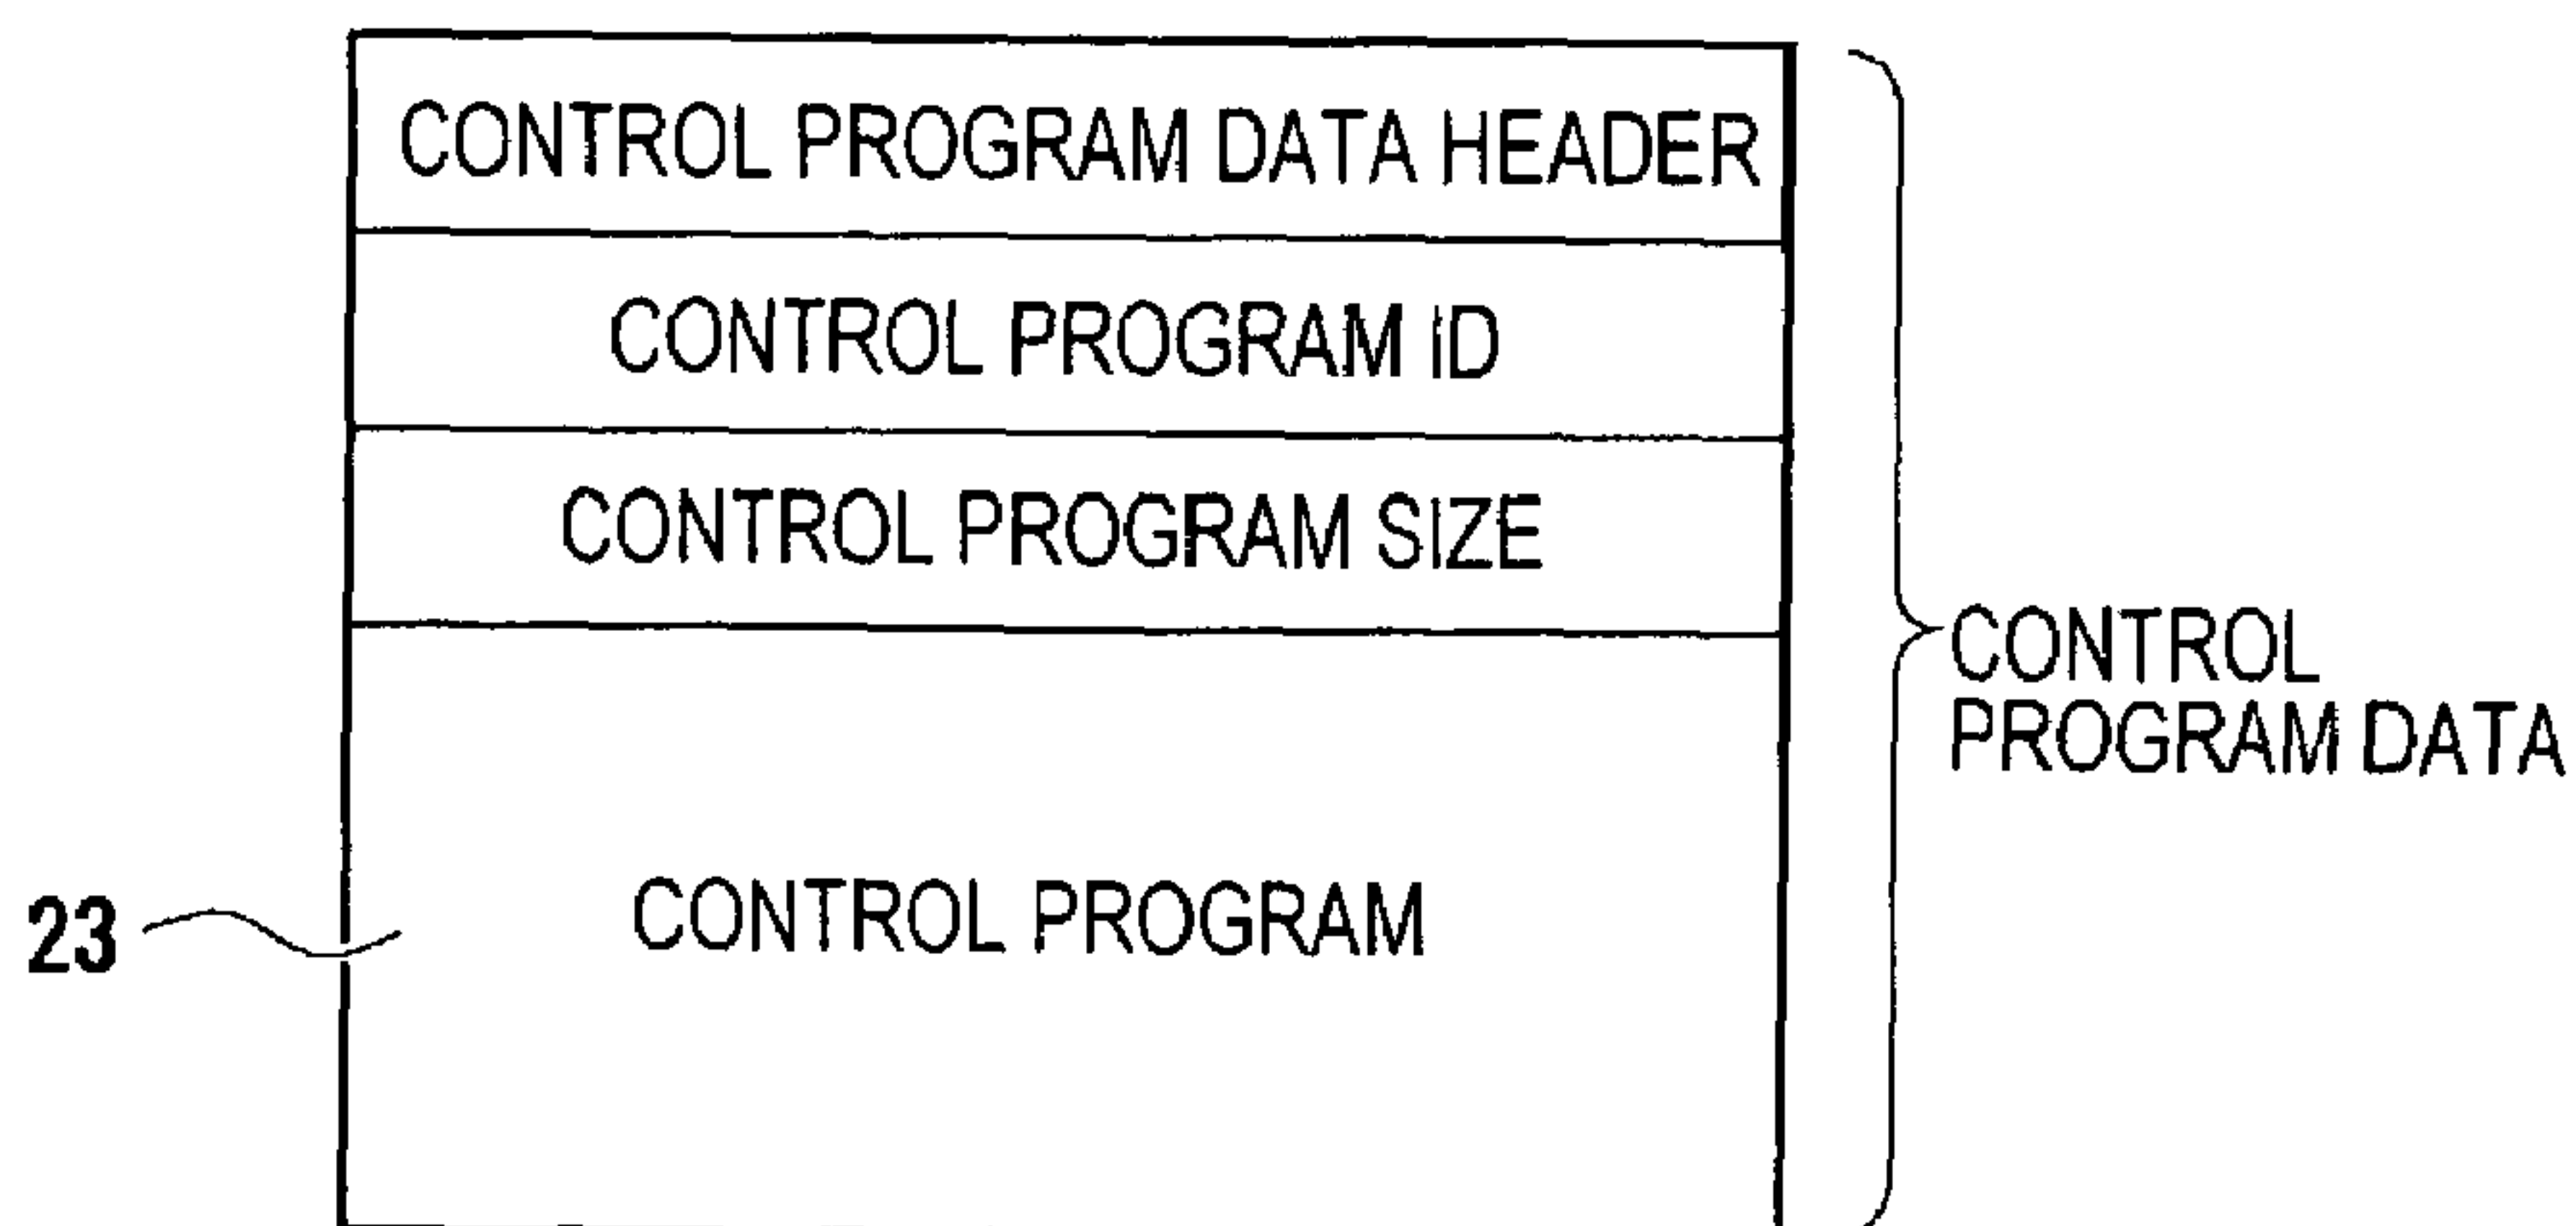 CONTROL PROGRAM DATA HEADER
CONTROL PROGRAM ID
CONTROL PROGRAM SIZE
CONTROL
PROGRAM DATA
23
CONTROL PROGRAM